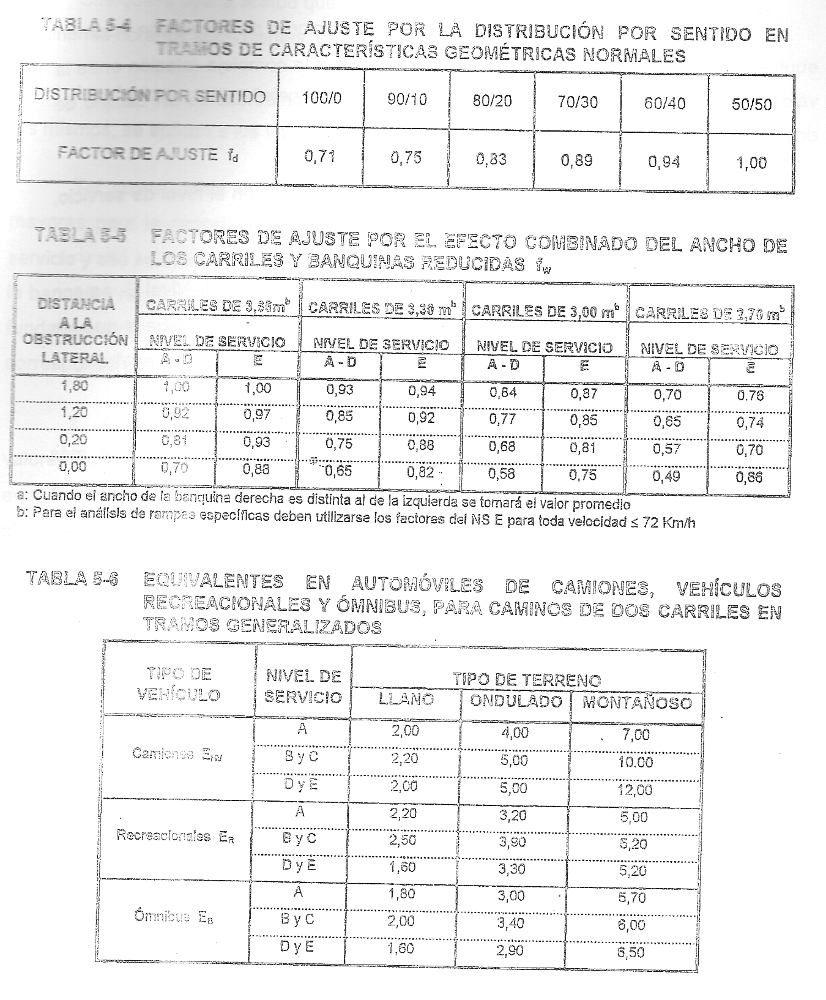 TABLA 5-4 FACTORES DE AJUSTE POR LA DISTRIBUCIÓN POR SENTIDO EN
TRAMOS DE CARACTERÍSTICAS GEOMÉTRICAS NORMALES
DISTRIBUCIÓN POR SENTIDO 100/0 90/10 80/20 70/30 60/40 50/50
FACTOR DE AJUSTE fd 0,71 0,75 0,83 0,89 0,94 1,00
TABLA 5-5 FACTORES DE AJUSTE POR EL EFECTO COMBINADO DEL ANCHO DE
LOS CARRILES Y BANQUINAS REDUCIDAS fw
DISTANCIA
A LA
OBSTRUCCIÓN
LATERAL
CARRILES DE 3,65mb CARRILES DE 3,30 mb CARRILES DE 3,00 mb CARRILES DE 2,70 mb
NIVEL DE SERVICIO NIVEL DE SERVICIO NIVEL DE SERVICIO NIVEL DE SERVICIO
A - D E A - D E A - D E A - D E
1,80 1,00 1,00 0,93 0,94 0,84 0,87 0,70 0.76
1,20 0,92 0,97 0,85 0,92 0,77 0,85 0,65 0,74
0,20 0,81 0,93 0,75 0,88 0,68 0,81 0,57 0,70
0,00 0,70 0,88 0,65 0,82 0,58 0,75 0,49 0,66
a: Cuando el ancho de la banquina derecha es distinta al de la izquierda se tomará el valor promedio
b: Para el análisis de rampas específicas deben utilizarse los factores del NS E para toda velocidad ≤ 72 Km/h
TABLA 5-6 EQUIVALENTES EN AUTOMÓVILES DE CAMIONES, VEHÍCULOS
RECREACIONALES Y ÓMNIBUS, PARA CAMINOS DE DOS CARRILES EN
TRAMOS GENERALIZADOS
TIPO DE
VEHÍCULO
NIVEL DE
SERVICIO
TIPO DE TERRENO
LLANO ONDULADO MONTAÑOSO
Camiones EHV
A 2,00 4,00 7,00
B y C 2,20 5,00 10.00
D y E 2,00 5,00 12,00
Recreacionales ER
A 2,20 3,20 5,00
B y C 2,50 3,90 5,20
D y E 1,60 3,30 5,20
Ómnibus EB
A 1,80 3,00 5,70
B y C 2,00 3,40 6,00
D y E 1,60 2,90 6,50